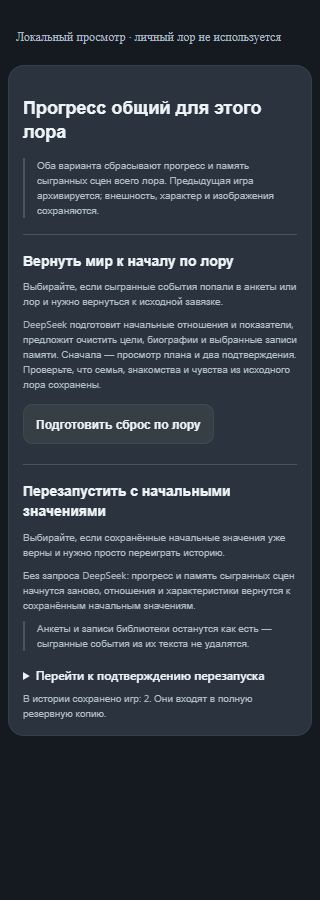 Локальный просмотр · личный лор не используется
Прогресс общий для этого
лора
Оба варианта сбрасывают прогресс и память
сыгранных сцен всего лора. Предыдущая игра
архивируется; внешность, характер и изображения
сохраняются.
Вернуть мир к началу по лору
Выбирайте, если сыгранные события попали в анкеты или
лор и нужно вернуться к исходной завязке.
DeepSeek подготовит начальные отношения и показатели,
предложит очистить цели, биографии и выбранные записи
памяти. Сначала — просмотр плана и два подтверждения.
Проверьте, что семья, знакомства и чувства из исходного
лора сохранены.
Подготовить сброс по лору
Перезапустить с начальными
значениями
Выбирайте, если сохранённые начальные значения уже
верны и нужно просто переиграть историю.
Без запроса DeepSeek: прогресс и память сыгранных сцен
начнутся заново, отношения и характеристики вернутся к
сохранённым начальным значениям.
Анкеты и записи библиотеки останутся как есть —
сыгранные события из их текста не удалятся.
Перейти к подтверждению перезапуска
В истории сохранено игр: 2. Они входят в полную
резервную копию.